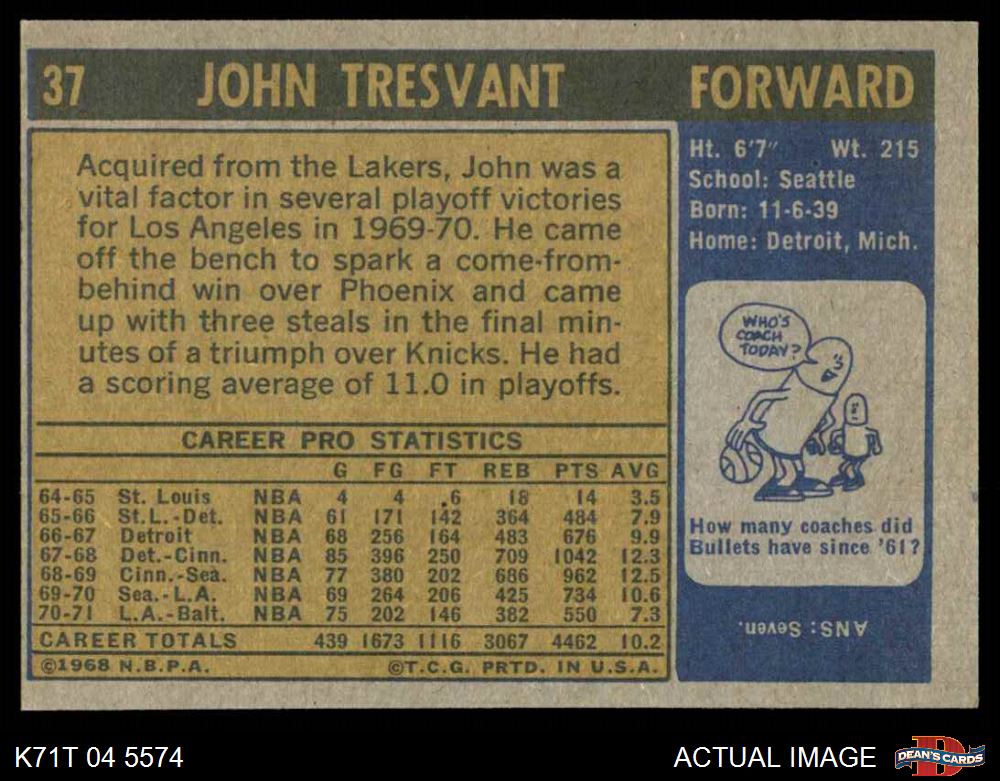 37 JOHN TRESVANT FORWARD
Acquired from the Lakers, John was a
vital factor in several playoff victories
for Los Angeles in 1969-70. He came
off the bench to spark a come-from-
behind win over Phoenix and came
up with three steals in the final min-
utes of a triumph over Knicks. He had
a scoring average of 11.0 in playoffs.
CAREER PRO STATISTICS
G FG FT REB PTS AVG
64-65 St. Louis NBA 4 4 6 18 14 3.5
65-66 St.L.-Det. NBA 61 171 142 364 484 7.9
66-67 Detroit NBA 68 256 164 483 676 9.9
67-68 Det.-Cinn. NBA 85 396 250 709 1042 12.3
68-69 Cinn.-Sea. NBA 77 380 202 686 962 12.5
69-70 Sea.-L.A. NBA 69 264 206 425 734 10.6
70-71 L.A.-Balt. NBA 75 202 146 382 550 7.3
CAREER TOTALS 439 1673 1116 3067 4462 10.2
©1968 N.B.P.A. ©T.C.G. PRTD. IN U.S.A.
Ht. 6'7" Wt. 215
School: Seattle
Born: 11-6-39
Home: Detroit, Mich.
WHO'S
COACH
TODAY?
How many coaches did
Bullets have since '61?
ANS: Seven.
K71T 04 5574 ACTUAL IMAGE
D
DEAN'S CARDS